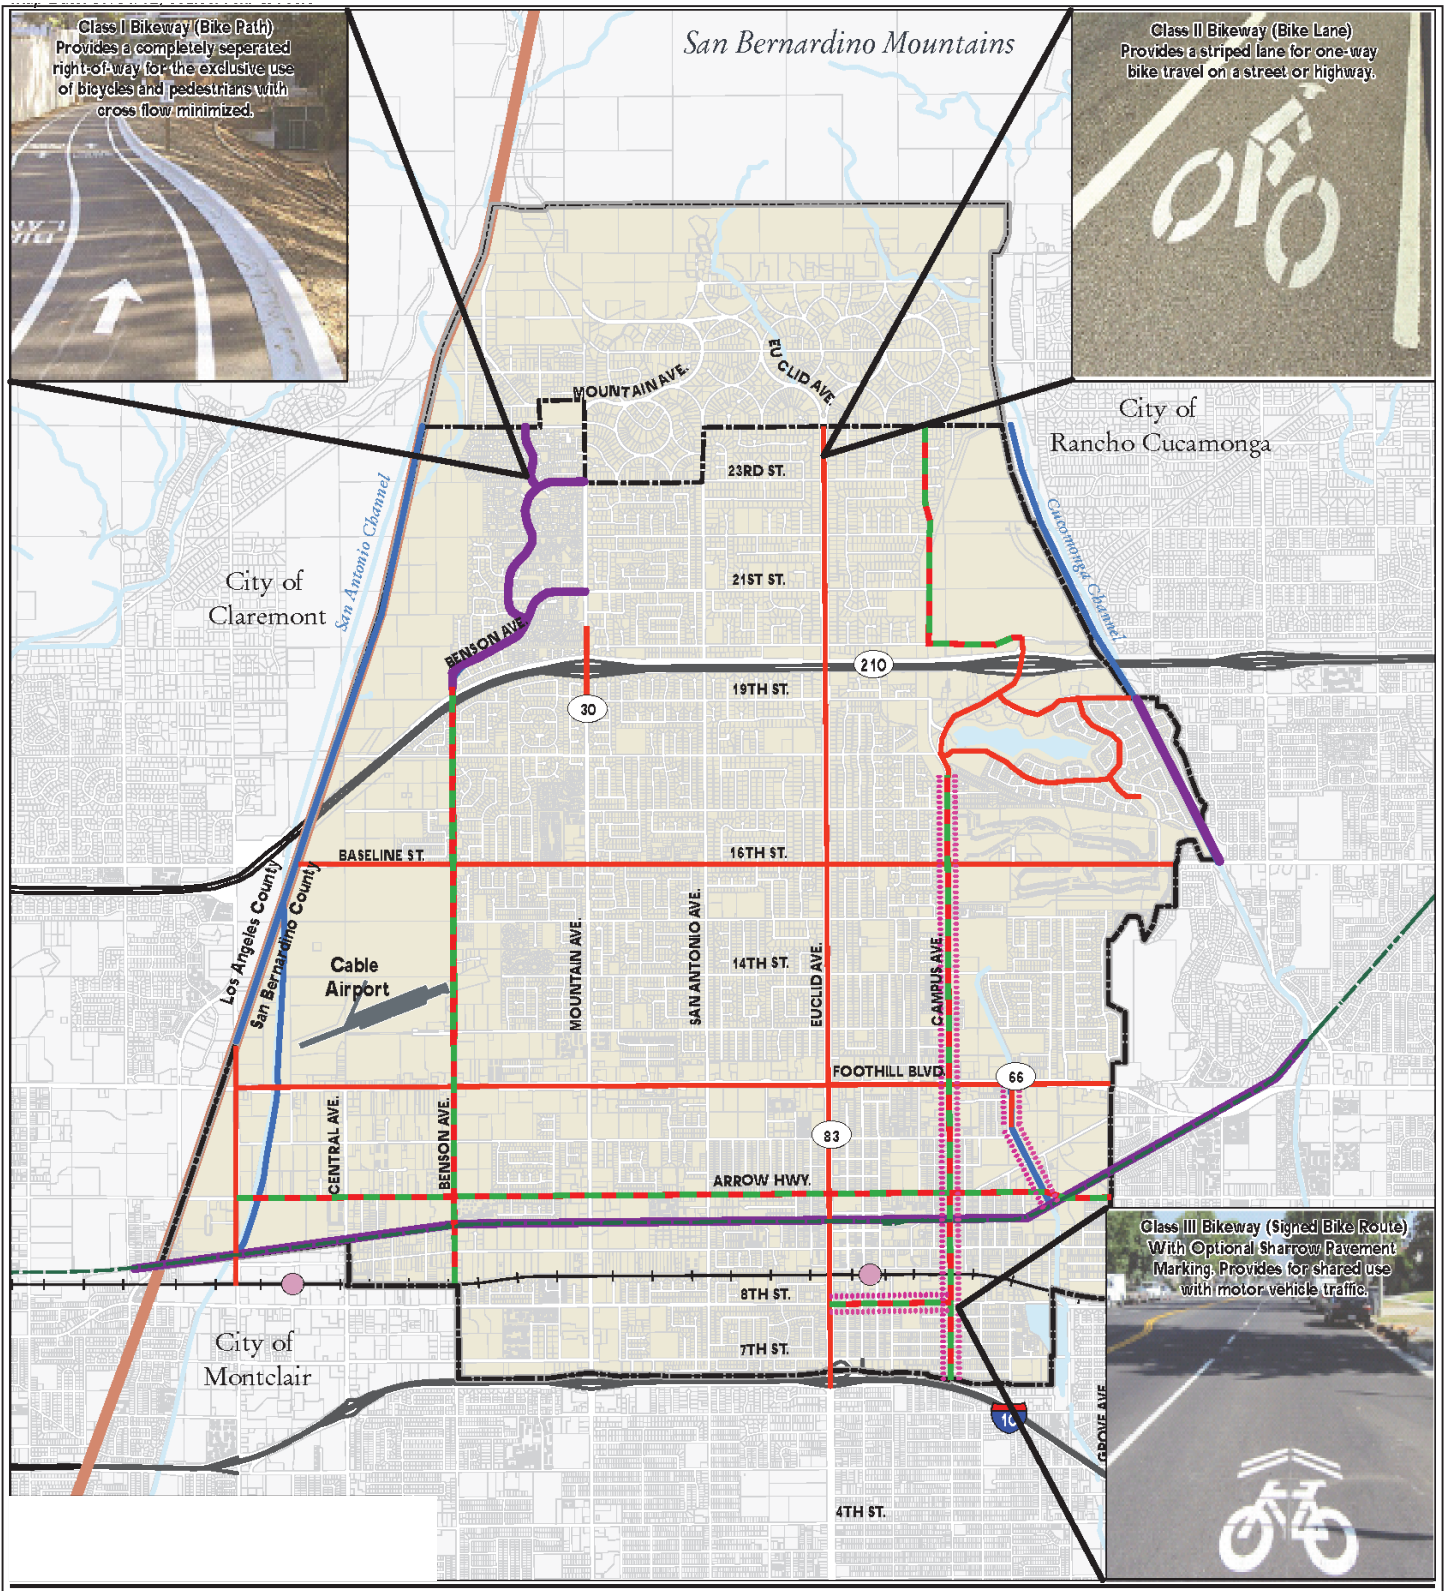 Class I Bikeway (Bike Path)
Provides a completely seperated
right-of-way for the exclusive use
of bicycles and pedestrians with
cross flow minimized.
San Bernardino Mountains
Class II Bikeway (Bike Lane)
Provides a striped lane for one-way
bike travel on a street or highway.
MOUNTAIN AVE.
EUCLID AVE.
City of
Rancho Cucamonga
23RD ST.
San Antonio Channel
Cucomonga Channel
City of
Claremont
21ST ST.
BENSON AVE.
210
19TH ST.
30
BASELINE ST.
16TH ST.
Los Angeles County
San Bernardino County
Cable
Airport
MOUNTAIN AVE.
SAN ANTONIO AVE.
14TH ST.
EUCLID AVE.
CAMPUS AVE.
FOOTHILL BLVD.
66
CENTRAL AVE.
BENSON AVE.
83
ARROW HWY.
Class III Bikeway (Signed Bike Route)
With Optional Sharrow Pavement
Marking. Provides for shared use
with motor vehicle traffic.
8TH ST.
City of
Montclair
7TH ST.
10
GROVE AVE.
4TH ST.